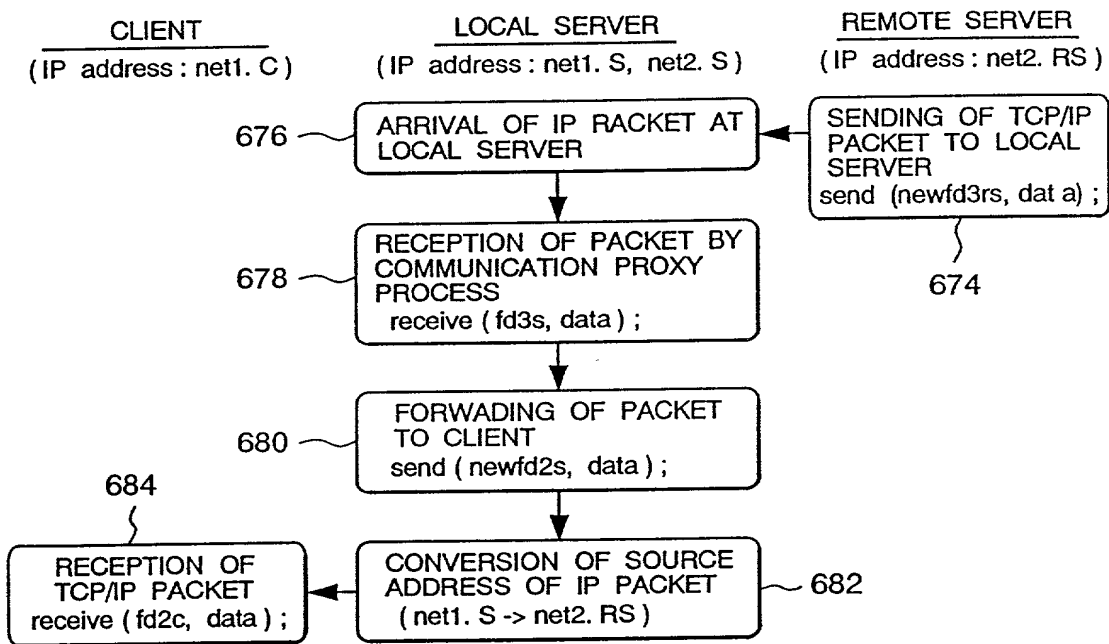 CLIENT
(IP address : net1. C)
LOCAL SERVER
(IP address : net1. S, net2. S)
REMOTE SERVER
(IP address : net2. RS)
676
ARRIVAL OF IP RACKET AT
LOCAL SERVER
SENDING OF TCP/IP
PACKET TO LOCAL
SERVER
send (newfd3rs, dat a) ;
674
678
RECEPTION OF PACKET BY
COMMUNICATION PROXY
PROCESS
receive ( fd3s, data ) ;
680
FORWADING OF PACKET
TO CLIENT
send ( newfd2s, data ) ;
684
RECEPTION OF
TCP/IP PACKET
receive ( fd2c, data ) ;
CONVERSION OF SOURCE
ADDRESS OF IP PACKET
( net1. S -> net2. RS )
682